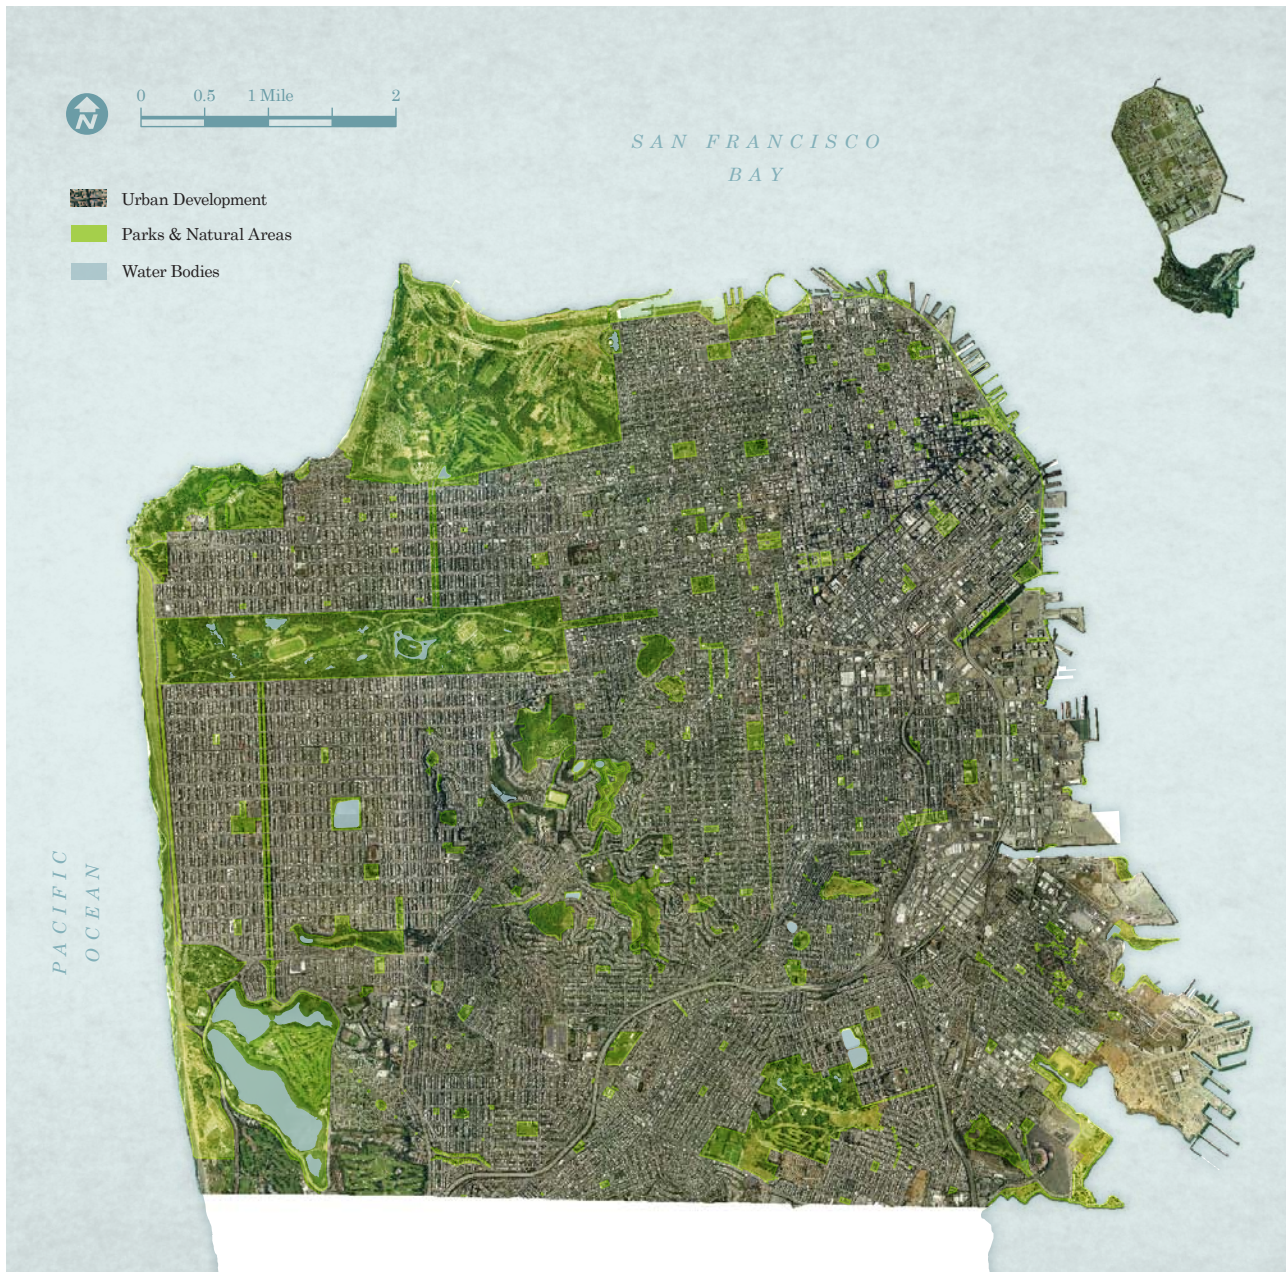 0 0.5 1 Mile 2
N
SAN FRANCISCO
BAY
Urban Development
Parks & Natural Areas
Water Bodies
PACIFIC
OCEAN